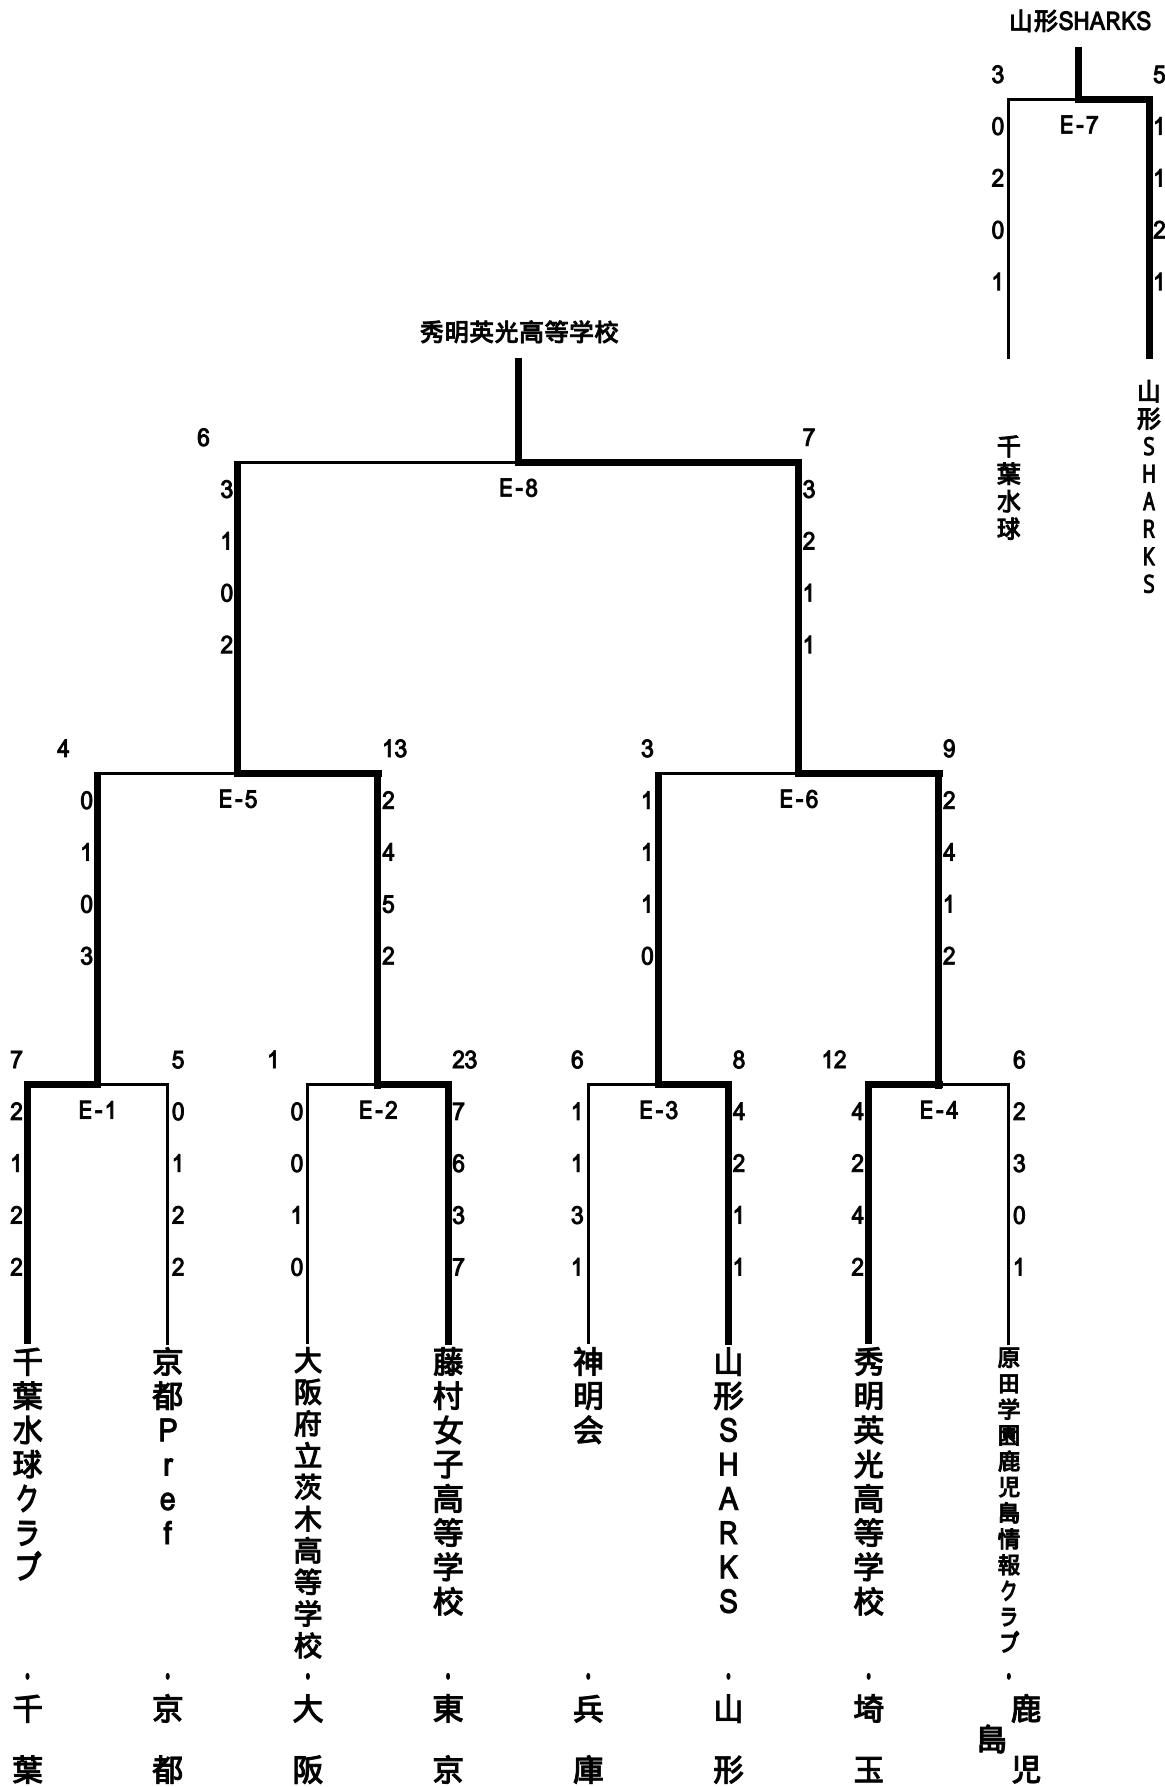 山形SHARKS
3 5
E-7
0 1
2 1
0 2
1 1
千葉水球
山形SHARKS
秀明英光高等学校
6 7
E-8
3 3
1 2
0 1
2 1
4 13 3 9
E-5 E-6
0 2 1 2
1 4 1 4
0 5 1 1
3 2 0 2
7 5 1 23 6 8 12 6
E-1 E-2 E-3 E-4
2 0 0 7 1 4 4 2
1 1 0 6 1 2 2 3
2 2 1 3 3 1 4 0
2 2 0 7 1 1 2 1
千葉水球クラブ・千葉
京都Pref・京都
大阪府立茨木高等学校・大阪
藤村女子高等学校・東京
神明会・兵庫
山形SHARKS・山形
秀明英光高等学校・埼玉
原田学園鹿児島情報クラブ・鹿児島